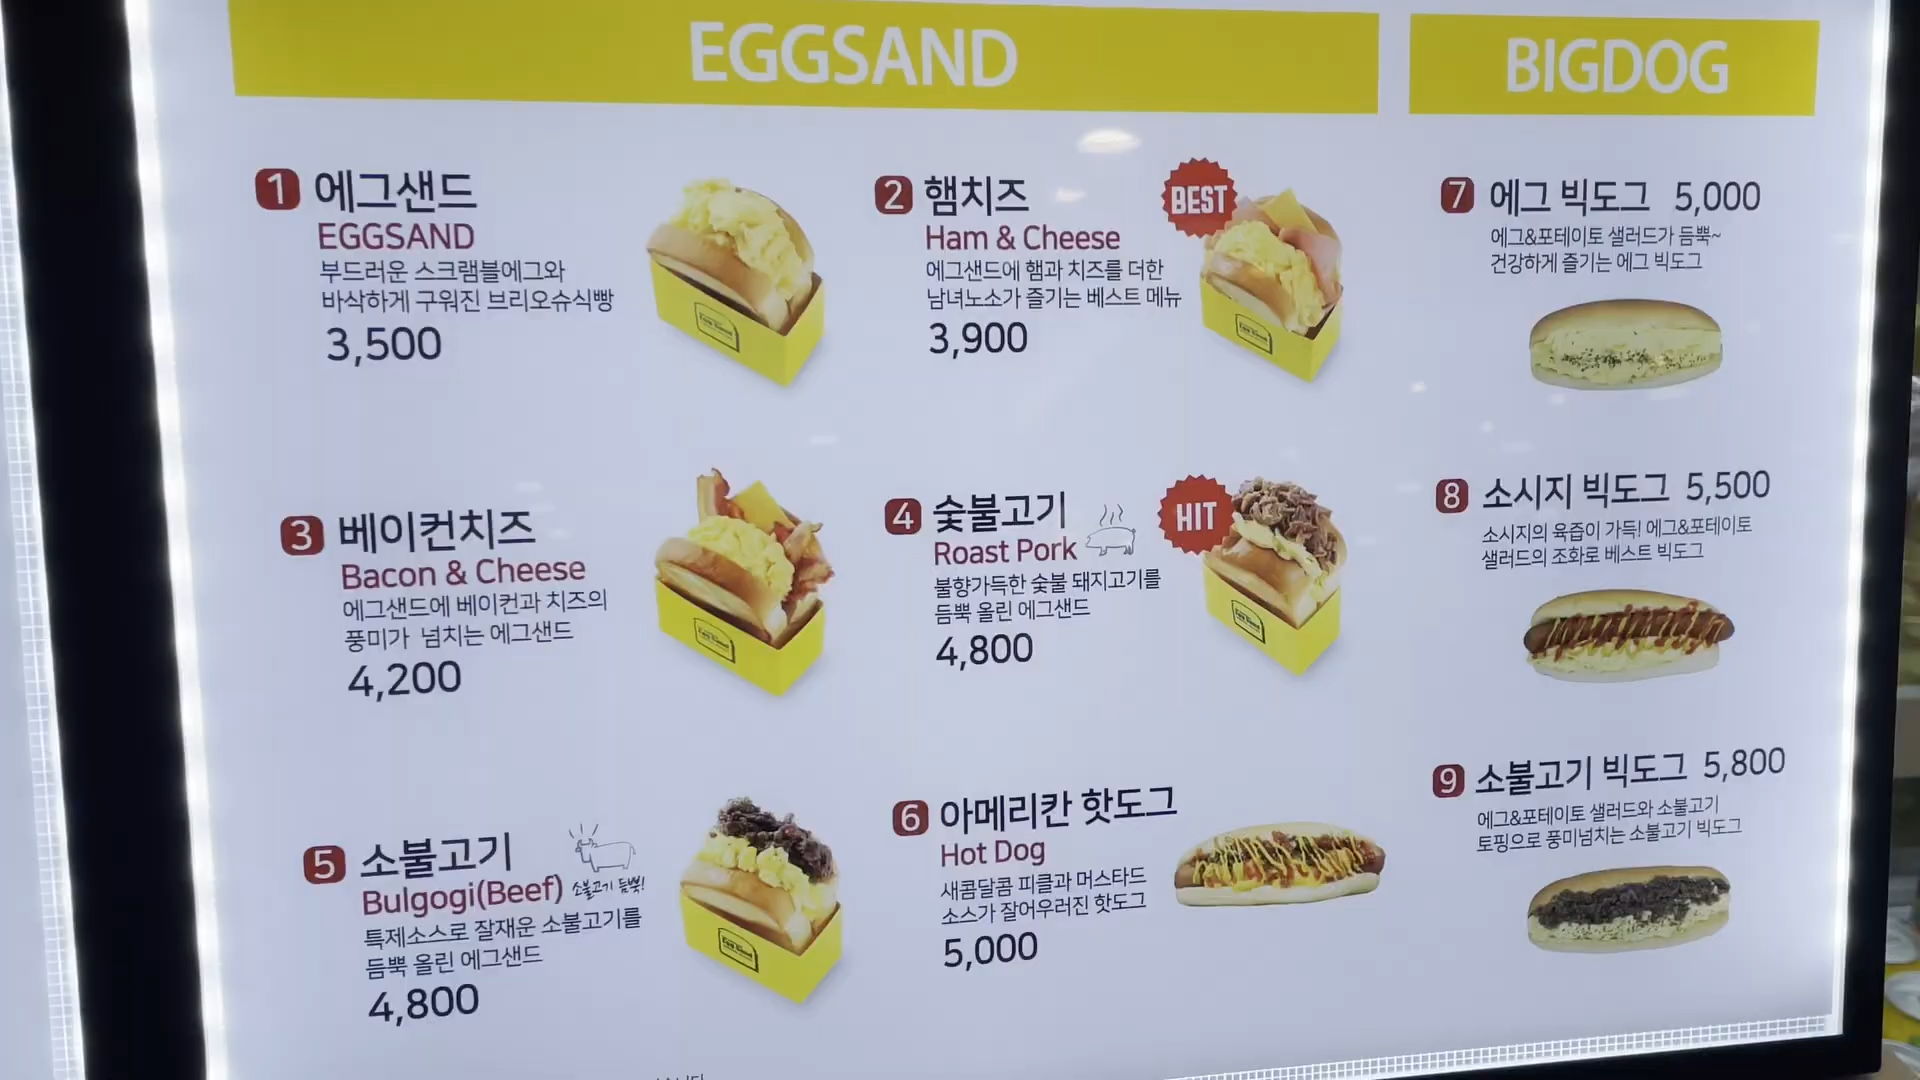 EGGSAND
1 에그샌드
EGGSAND
부드러운 스크램블에그와
바삭하게 구워진 브리오슈식빵
3,500
2 햄치즈
BEST
Ham & Cheese
에그샌드에 햄과 치즈를 더한
남녀노소가 즐기는 베스트 메뉴
3,900
3 베이컨치즈
Bacon & Cheese
에그샌드에 베이컨과 치즈의
풍미가 넘치는 에그샌드
4,200
4 숯불고기
HIT
Roast Pork
불향가득한 숯불 돼지고기를
듬뿍 올린 에그샌드
4,800
5 소불고기
Bulgogi(Beef)
소불고기 듬뿍!
특제소스로 잘재운 소불고기를
듬뿍 올린 에그샌드
4,800
6 아메리칸 핫도그
Hot Dog
새콤달콤 피클과 머스타드
소스가 잘어우러진 핫도그
5,000
BIGDOG
7 에그 빅도그 5,000
에그&포테이토 샐러드가 듬뿍~
건강하게 즐기는 에그 빅도그
8 소시지 빅도그 5,500
소시지의 육즙이 가득! 에그&포테이토
샐러드의 조화로 베스트 빅도그
9 소불고기 빅도그 5,800
에그&포테이토 샐러드와 소불고기
토핑으로 풍미넘치는 소불고기 빅도그